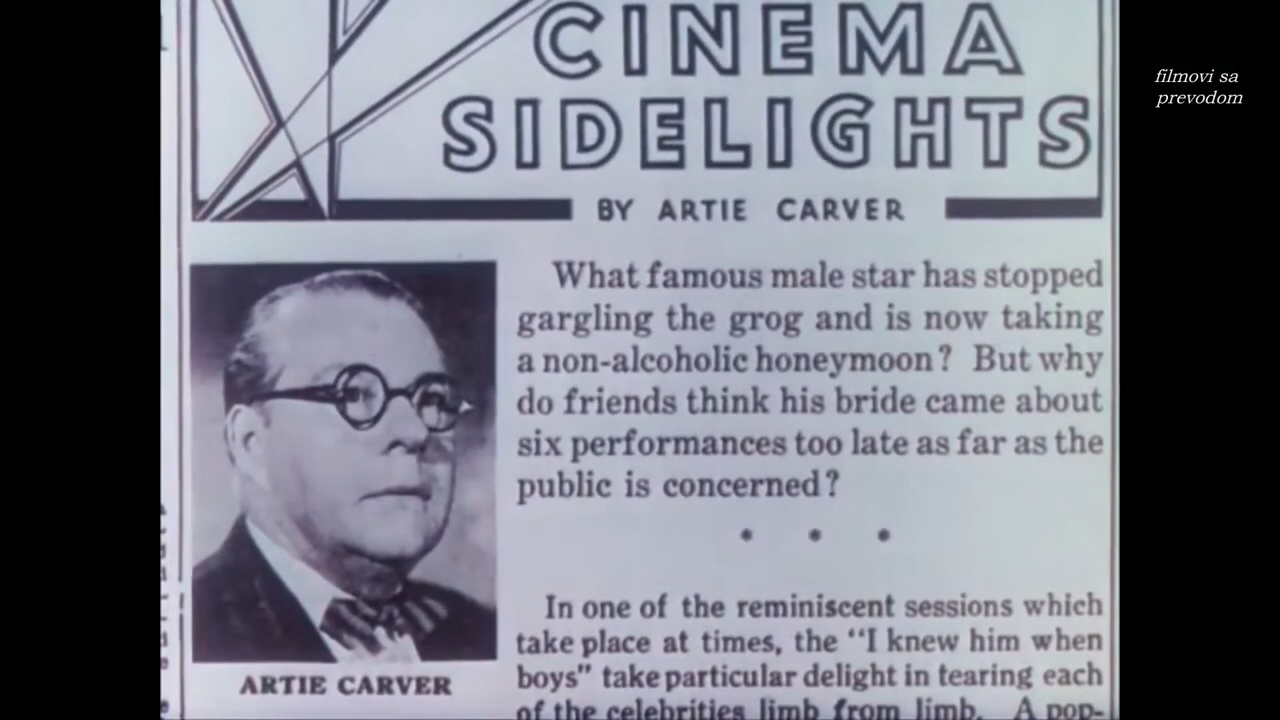 CINEMA
SIDELIGHTS
BY ARTIE CARVER
What famous male star has stopped
gargling the grog and is now taking
a non-alcoholic honeymoon? But why
do friends think his bride came about
six performances too late as far as the
public is concerned?
* * *
In one of the reminiscent sessions which
take place at times, the "I knew him when
boys" take particular delight in tearing each
of the celebrities limb from limb. A pop-
ARTIE CARVER
filmovi sa
prevodom